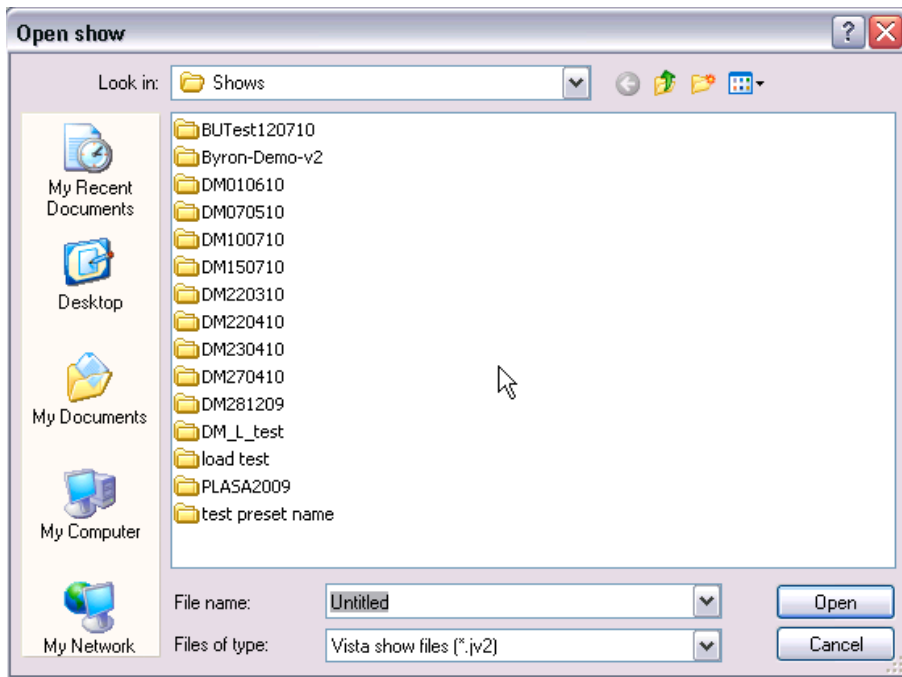 Open show
Look in: Shows
My Recent Documents
Desktop
My Documents
My Computer
My Network
BUTest120710
Byron-Demo-v2
DM010610
DM070510
DM100710
DM150710
DM220310
DM220410
DM230410
DM270410
DM281209
DM_L_test
load test
PLASA2009
test preset name
File name: Untitled Open
Files of type: Vista show files (*.jv2) Cancel